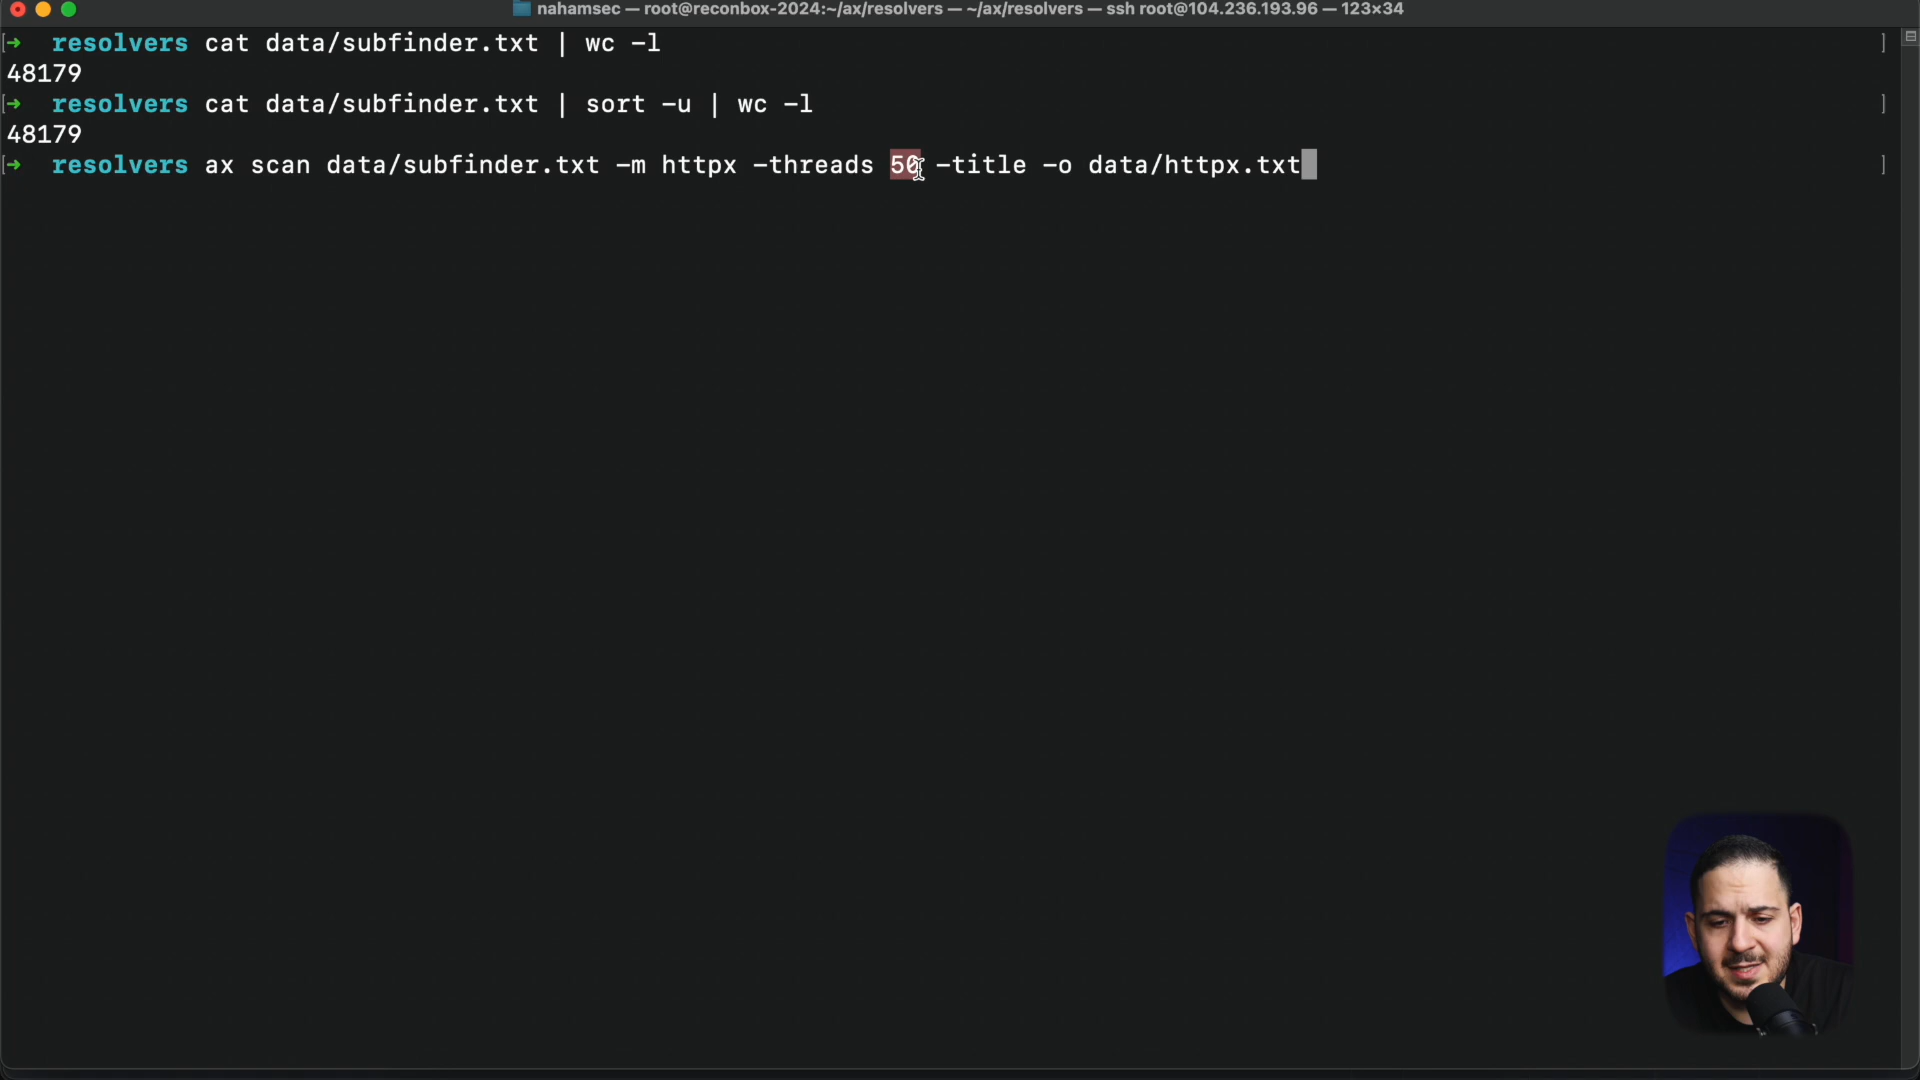 nahamsec — root@reconbox-2024:~/ax/resolvers — ~/ax/resolvers — ssh root@104.236.193.96 — 123×34
[➜ resolvers cat data/subfinder.txt | wc -l ]
48179
[➜ resolvers cat data/subfinder.txt | sort -u | wc -l ]
48179
[➜ resolvers ax scan data/subfinder.txt -m httpx -threads 50 -title -o data/httpx.txt ]